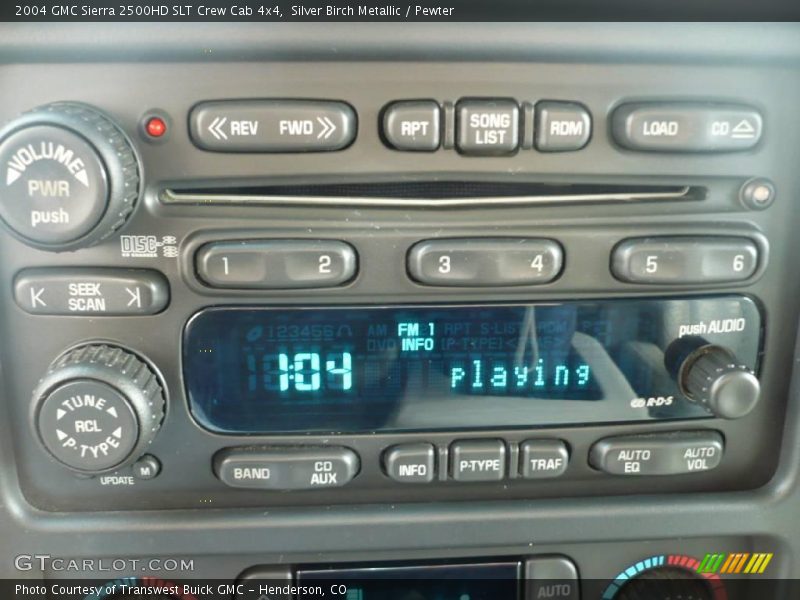 2004 GMC Sierra 2500HD SLT Crew Cab 4x4,  Silver Birch Metallic / Pewter
REV FWD
RPT
SONG LIST
RDM
LOAD CD
VOLUME
PWR
push
DISC
1 2
3 4
5 6
SEEK
SCAN
123456 AM FM 1 RPT S-LIST RDM
INFO [P-TYPE]
1:04 playing
push AUDIO
R·D·S
TUNE
RCL
P-TYPE
UPDATE M
BAND CD AUX
INFO
P-TYPE
TRAF
AUTO EQ
AUTO VOL
GTCARLOT.COM
AUTO
Photo Courtesy of Transwest Buick GMC - Henderson, CO